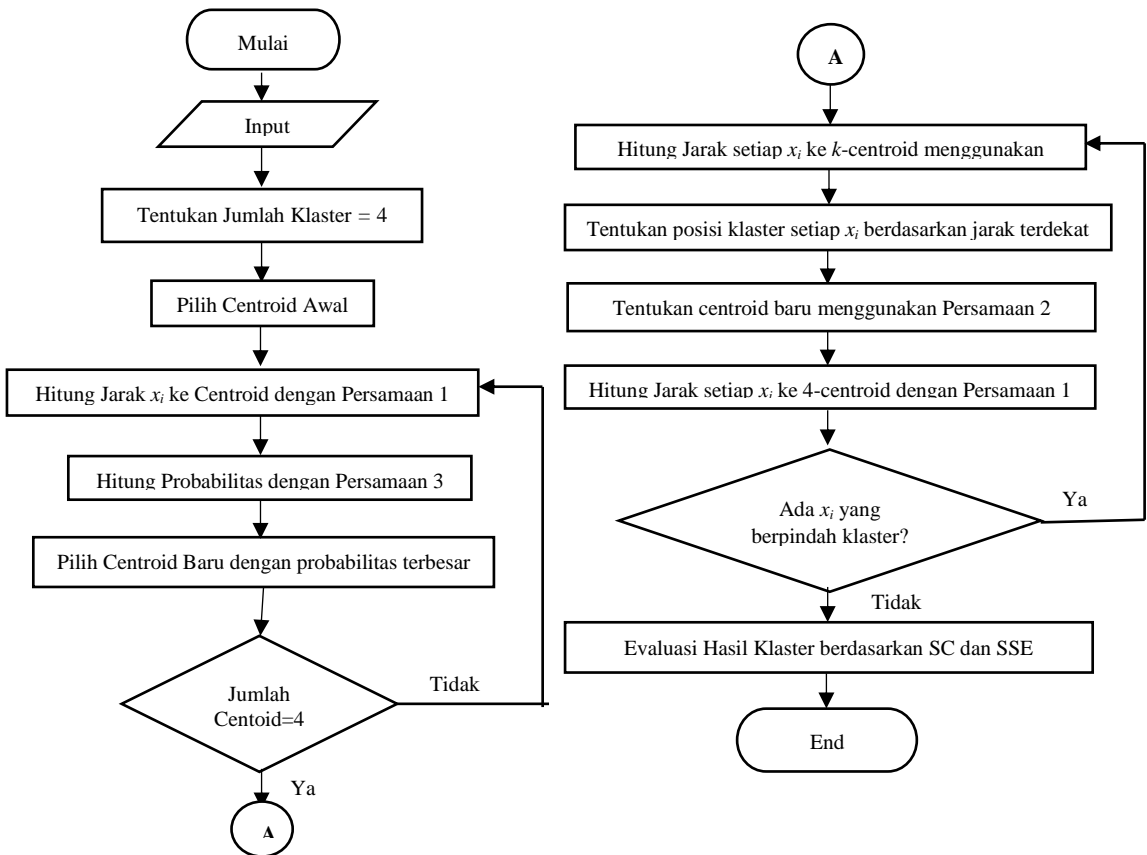 Mulai
Input
Tentukan Jumlah Klaster = 4
Pilih Centroid Awal
Hitung Jarak xi ke Centroid dengan Persamaan 1
Hitung Probabilitas dengan Persamaan 3
Pilih Centroid Baru dengan probabilitas terbesar
Jumlah
Centoid=4
Tidak
Ya
A
A
Hitung Jarak setiap xi ke k-centroid menggunakan
Tentukan posisi klaster setiap xi berdasarkan jarak terdekat
Tentukan centroid baru menggunakan Persamaan 2
Hitung Jarak setiap xi ke 4-centroid dengan Persamaan 1
Ada xi yang
berpindah klaster?
Ya
Tidak
Evaluasi Hasil Klaster berdasarkan SC dan SSE
End